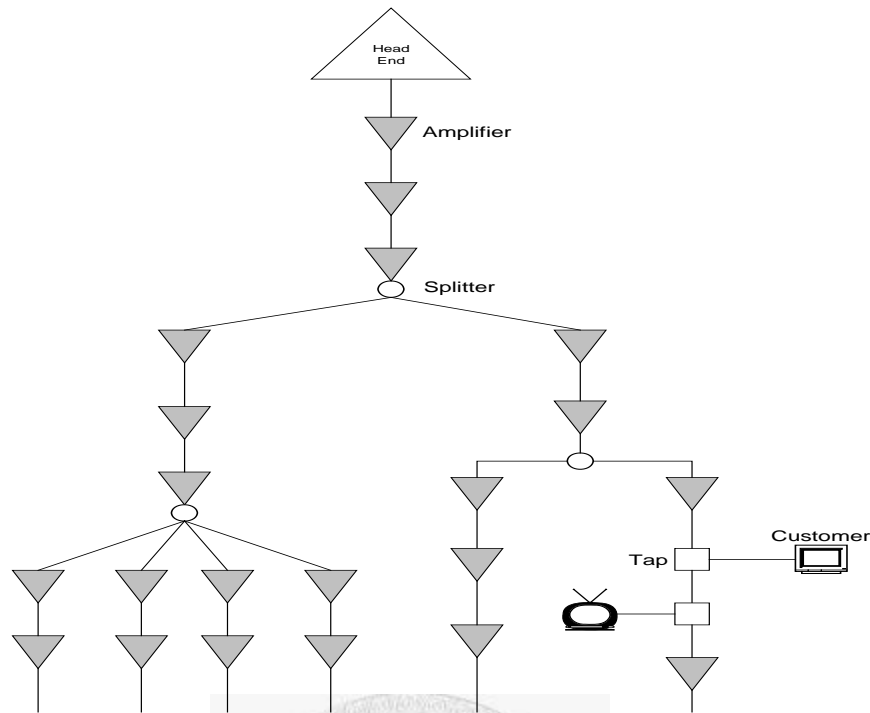 Head
End
Amplifier
Splitter
Customer
Tap